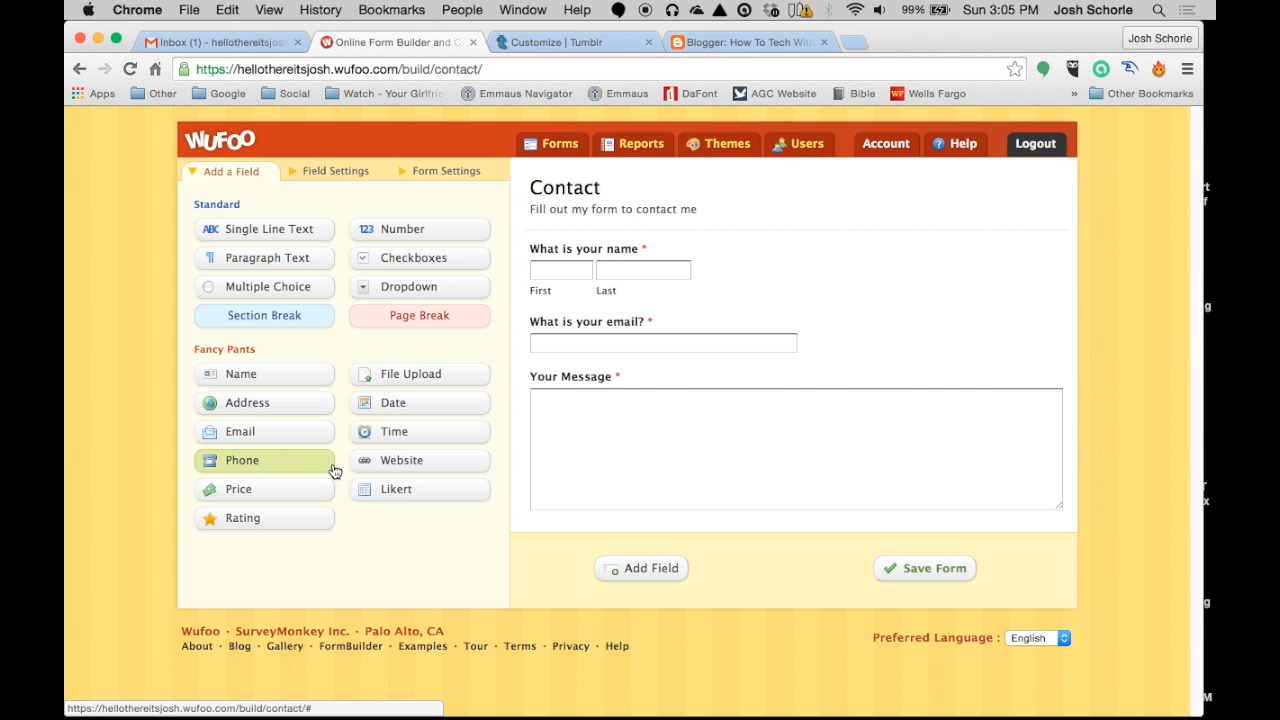 Chrome File Edit View History Bookmarks People Window Help 99% Sun 3:05 PM Josh Schorle
Inbox (1) - hellothereitsjos Online Form Builder and C Customize | Tumblr Blogger: How To Tech With Josh Schorle
https://hellothereitsjosh.wufoo.com/build/contact/
Apps Other Google Social Watch - Your Girlfrie Emmaus Navigator Emmaus DaFont AGC Website Bible WF Wells Fargo » Other Bookmarks
WUFOO Forms Reports Themes Users Account Help Logout
Add a Field Field Settings Form Settings
Standard
ABC Single Line Text 123 Number
Paragraph Text Checkboxes
Multiple Choice Dropdown
Section Break Page Break
Fancy Pants
Name File Upload
Address Date
Email Time
Phone Website
Price Likert
Rating
Contact
Fill out my form to contact me
What is your name *
First Last
What is your email? *
Your Message *
Add Field Save Form
Wufoo · SurveyMonkey Inc. · Palo Alto, CA
About · Blog · Gallery · FormBuilder · Examples · Tour · Terms · Privacy · Help
Preferred Language : English
https://hellothereitsjosh.wufoo.com/build/contact/#